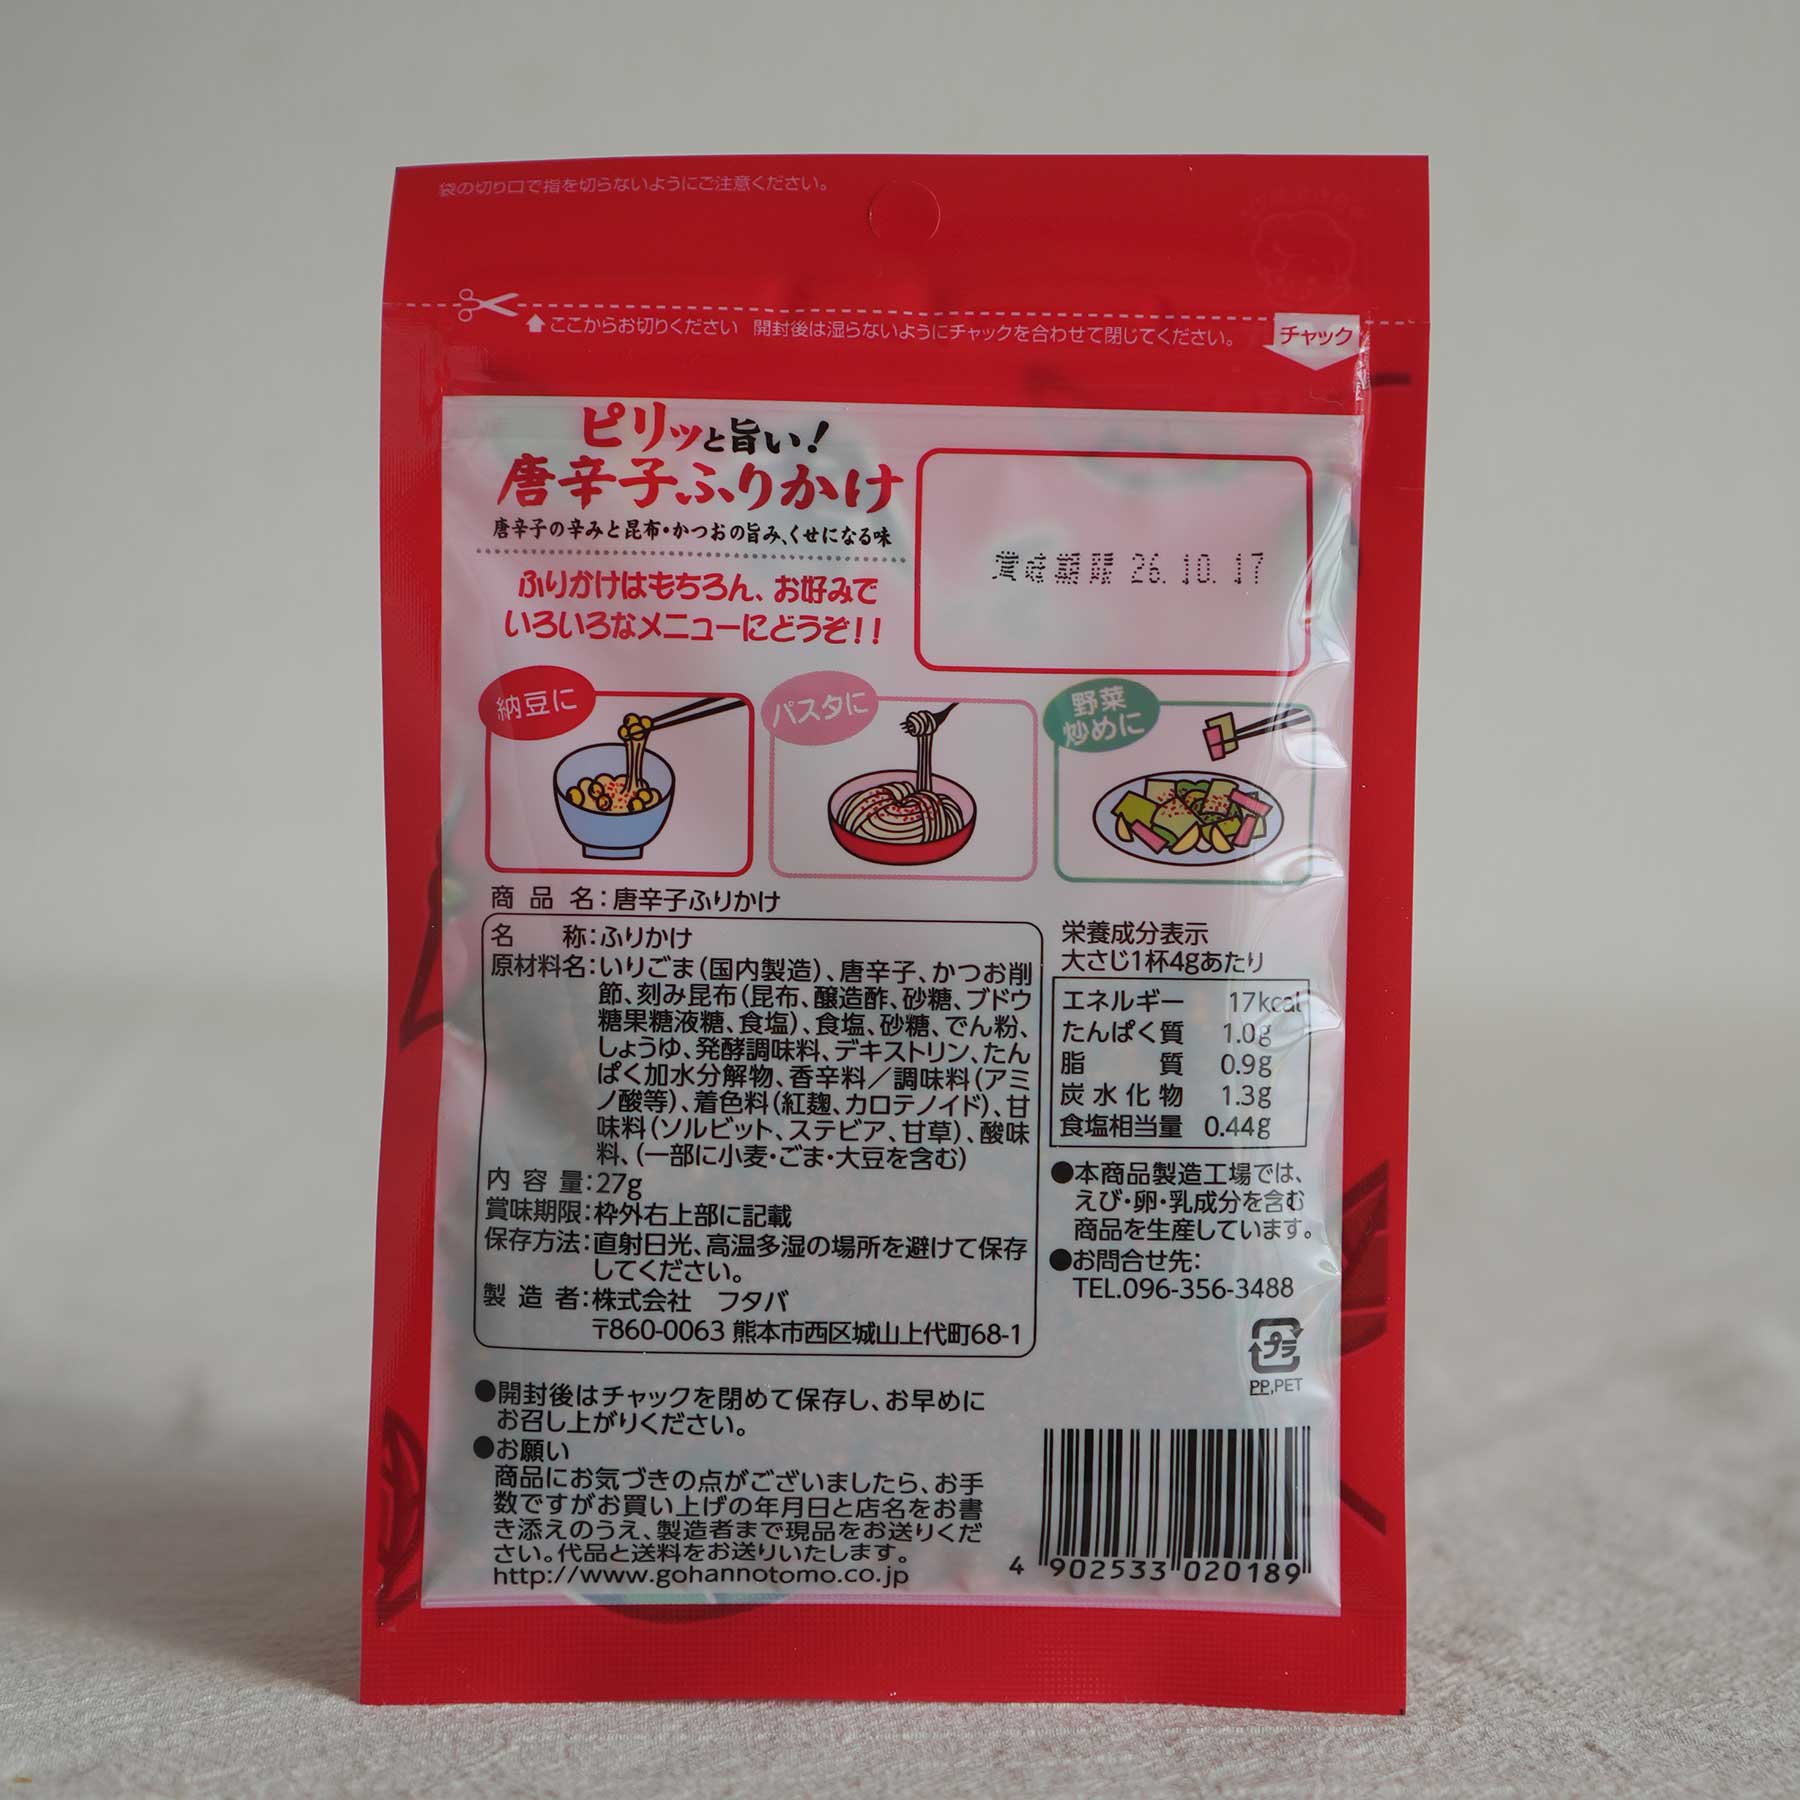 袋の切り口で指を切らないようにご注意ください。
ここからお切りください 開封後は湿らないようにチャックを合わせて閉じてください。
チャック
ピリッと旨い!
唐辛子ふりかけ
唐辛子の辛みと昆布・かつおの旨み、くせになる味
ふりかけはもちろん、お好みで
いろいろなメニューにどうぞ!!
賞味期限 26.10.17
納豆に
パスタに
野菜
炒めに
商品名:唐辛子ふりかけ
名称:ふりかけ
原材料名:いりごま(国内製造)、唐辛子、かつお削
節、刻み昆布(昆布、醸造酢、砂糖、ブドウ
糖果糖液糖、食塩)、食塩、砂糖、でん粉、
しょうゆ、発酵調味料、デキストリン、たん
ぱく加水分解物、香辛料/調味料(アミ
ノ酸等)、着色料(紅麹、カロテノイド)、甘
味料(ソルビット、ステビア、甘草)、酸味
料、(一部に小麦・ごま・大豆を含む)
内容量:27g
賞味期限:枠外右上部に記載
保存方法:直射日光、高温多湿の場所を避けて保存
してください。
製造者:株式会社 フタバ
〒860-0063 熊本市西区城山上代町68-1
栄養成分表示
大さじ1杯4gあたり
エネルギー 17kcal
たんぱく質 1.0g
脂質 0.9g
炭水化物 1.3g
食塩相当量 0.44g
●本商品製造工場では、
えび・卵・乳成分を含む
商品を生産しています。
●お問合せ先:
TEL.096-356-3488
プラ
PP,PET
●開封後はチャックを閉めて保存し、お早めに
お召し上がりください。
●お願い
商品にお気づきの点がございましたら、お手
数ですがお買い上げの年月日と店名をお書
き添えのうえ、製造者まで現品をお送りくだ
さい。代品と送料をお送りいたします。
http://www.gohannotomo.co.jp
4 902533 020189